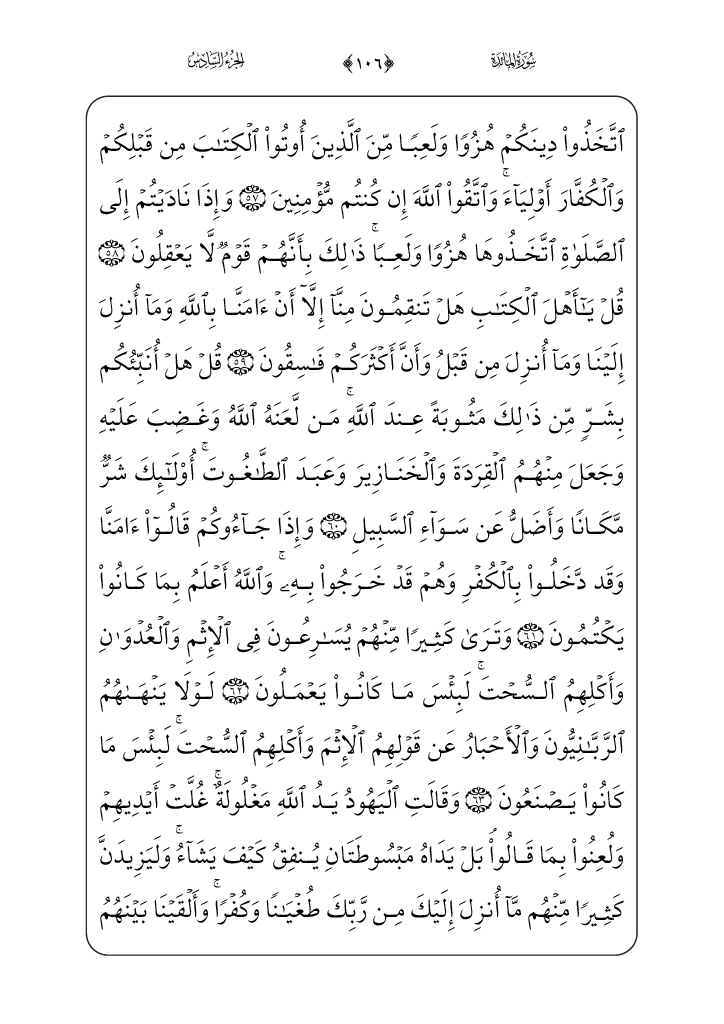 سُورَةُ المَائدَة ﴿١٠٦﴾ الجُزءُ السَّادِسُ
ٱتَّخَذُواْ دِينَكُمۡ هُزُوٗا وَلَعِبٗا مِّنَ ٱلَّذِينَ أُوتُواْ ٱلۡكِتَٰبَ مِن قَبۡلِكُمۡ
وَٱلۡكُفَّارَ أَوۡلِيَآءَۚ وَٱتَّقُواْ ٱللَّهَ إِن كُنتُم مُّؤۡمِنِينَ ٥٧ وَإِذَا نَادَيۡتُمۡ إِلَى
ٱلصَّلَوٰةِ ٱتَّخَذُوهَا هُزُوٗا وَلَعِبٗاۚ ذَٰلِكَ بِأَنَّهُمۡ قَوۡمٞ لَّا يَعۡقِلُونَ ٥٨
قُلۡ يَٰٓأَهۡلَ ٱلۡكِتَٰبِ هَلۡ تَنقِمُونَ مِنَّآ إِلَّآ أَنۡ ءَامَنَّا بِٱللَّهِ وَمَآ أُنزِلَ
إِلَيۡنَا وَمَآ أُنزِلَ مِن قَبۡلُ وَأَنَّ أَكۡثَرَكُمۡ فَٰسِقُونَ ٥٩ قُلۡ هَلۡ أُنَبِّئُكُم
بِشَرّٖ مِّن ذَٰلِكَ مَثُوبَةً عِندَ ٱللَّهِۚ مَن لَّعَنَهُ ٱللَّهُ وَغَضِبَ عَلَيۡهِ
وَجَعَلَ مِنۡهُمُ ٱلۡقِرَدَةَ وَٱلۡخَنَازِيرَ وَعَبَدَ ٱلطَّٰغُوتَۚ أُوْلَٰٓئِكَ شَرّٞ
مَّكَانٗا وَأَضَلُّ عَن سَوَآءِ ٱلسَّبِيلِ ٦٠ وَإِذَا جَآءُوكُمۡ قَالُوٓاْ ءَامَنَّا
وَقَد دَّخَلُواْ بِٱلۡكُفۡرِ وَهُمۡ قَدۡ خَرَجُواْ بِهِۦۚ وَٱللَّهُ أَعۡلَمُ بِمَا كَانُواْ
يَكۡتُمُونَ ٦١ وَتَرَىٰ كَثِيرٗا مِّنۡهُمۡ يُسَٰرِعُونَ فِي ٱلۡإِثۡمِ وَٱلۡعُدۡوَٰنِ
وَأَكۡلِهِمُ ٱلسُّحۡتَۚ لَبِئۡسَ مَا كَانُواْ يَعۡمَلُونَ ٦٢ لَوۡلَا يَنۡهَىٰهُمُ
ٱلرَّبَّٰنِيُّونَ وَٱلۡأَحۡبَارُ عَن قَوۡلِهِمُ ٱلۡإِثۡمَ وَأَكۡلِهِمُ ٱلسُّحۡتَۚ لَبِئۡسَ مَا
كَانُواْ يَصۡنَعُونَ ٦٣ وَقَالَتِ ٱلۡيَهُودُ يَدُ ٱللَّهِ مَغۡلُولَةٌۚ غُلَّتۡ أَيۡدِيهِمۡ
وَلُعِنُواْ بِمَا قَالُواْۘ بَلۡ يَدَاهُ مَبۡسُوطَتَانِ يُنفِقُ كَيۡفَ يَشَآءُۚ وَلَيَزِيدَنَّ
كَثِيرٗا مِّنۡهُم مَّآ أُنزِلَ إِلَيۡكَ مِن رَّبِّكَ طُغۡيَٰنٗا وَكُفۡرٗاۚ وَأَلۡقَيۡنَا بَيۡنَهُمُ